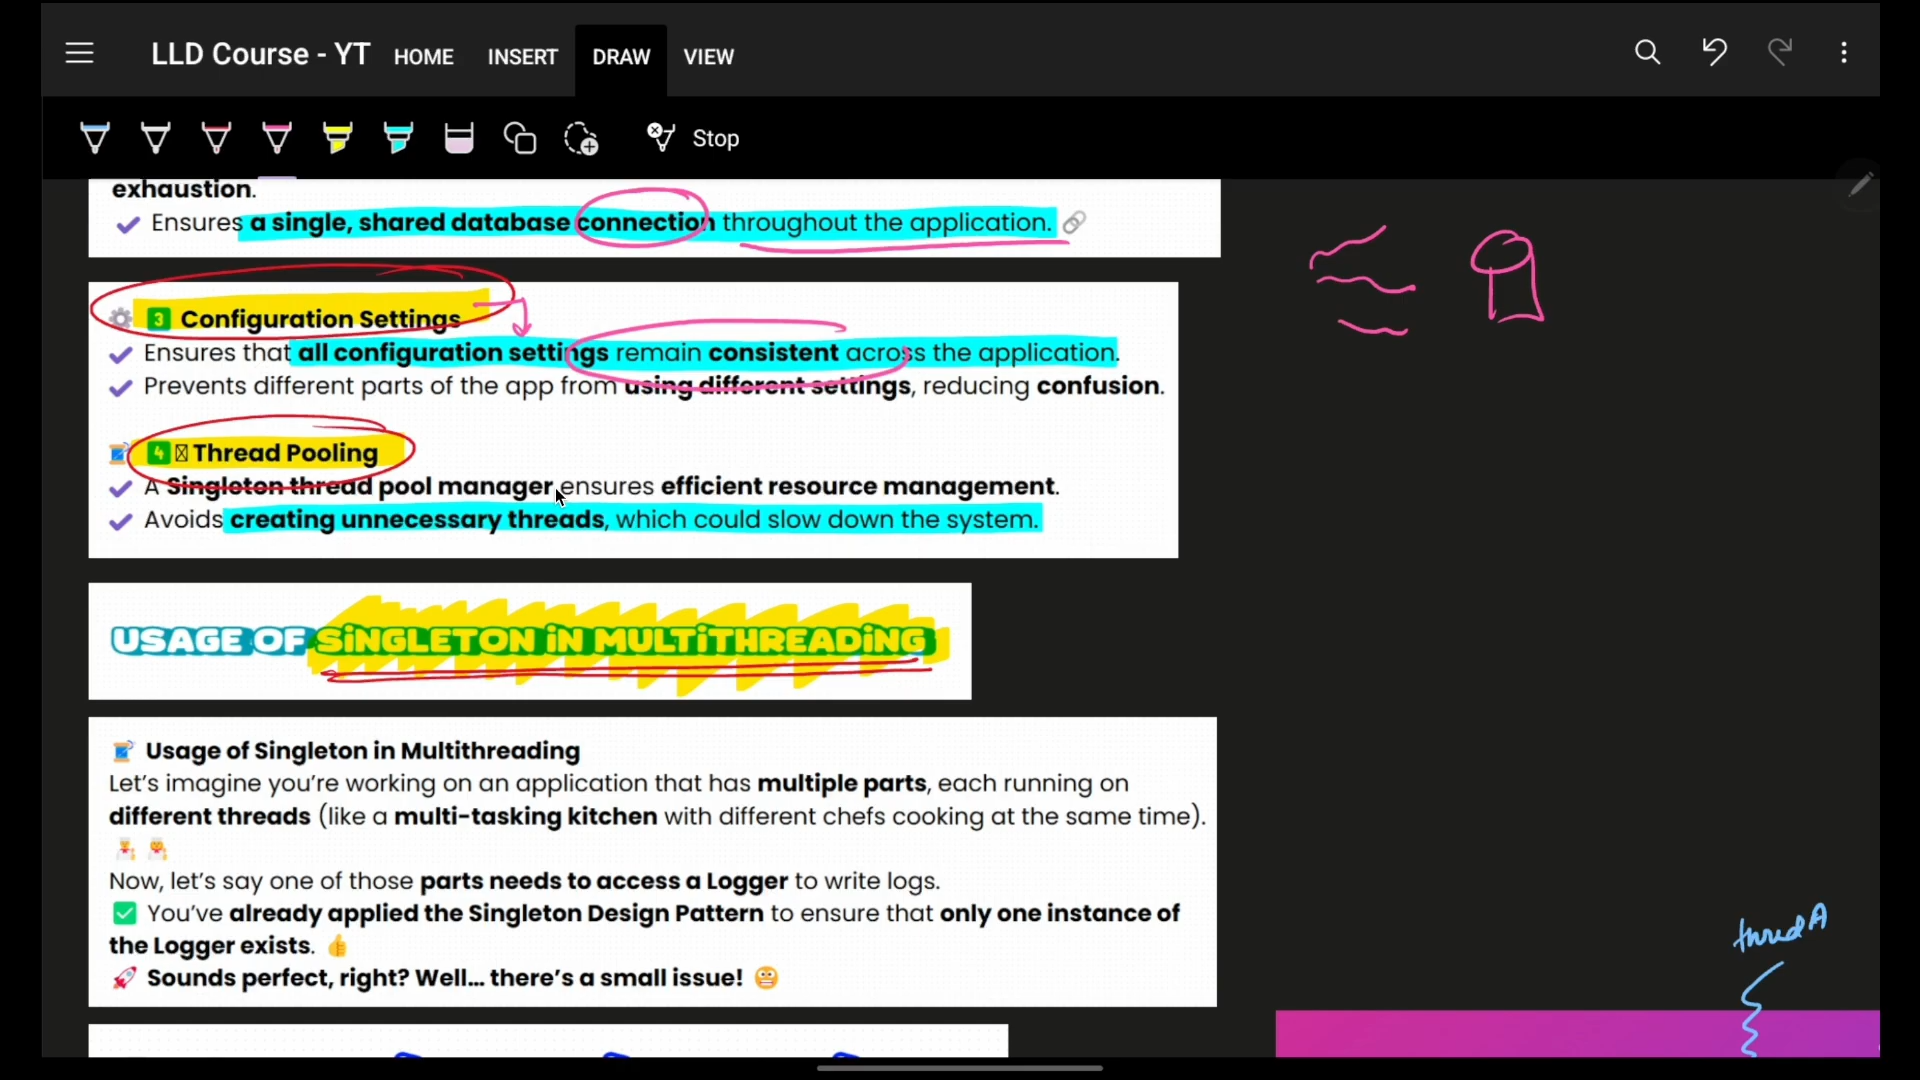 LLD Course - YT HOME INSERT DRAW VIEW
Stop
exhaustion.
Ensures a single, shared database connection throughout the application.
3 Configuration Settings
Ensures that all configuration settings remain consistent across the application.
Prevents different parts of the app from using different settings, reducing confusion.
4 Thread Pooling
A Singleton thread pool manager ensures efficient resource management.
Avoids creating unnecessary threads, which could slow down the system.
USAGE OF SiNGLETON iN MULTiTHREADiNG
Usage of Singleton in Multithreading
Let's imagine you're working on an application that has multiple parts, each running on
different threads (like a multi-tasking kitchen with different chefs cooking at the same time).
Now, let's say one of those parts needs to access a Logger to write logs.
You've already applied the Singleton Design Pattern to ensure that only one instance of
the Logger exists.
Sounds perfect, right? Well... there's a small issue!
thred A